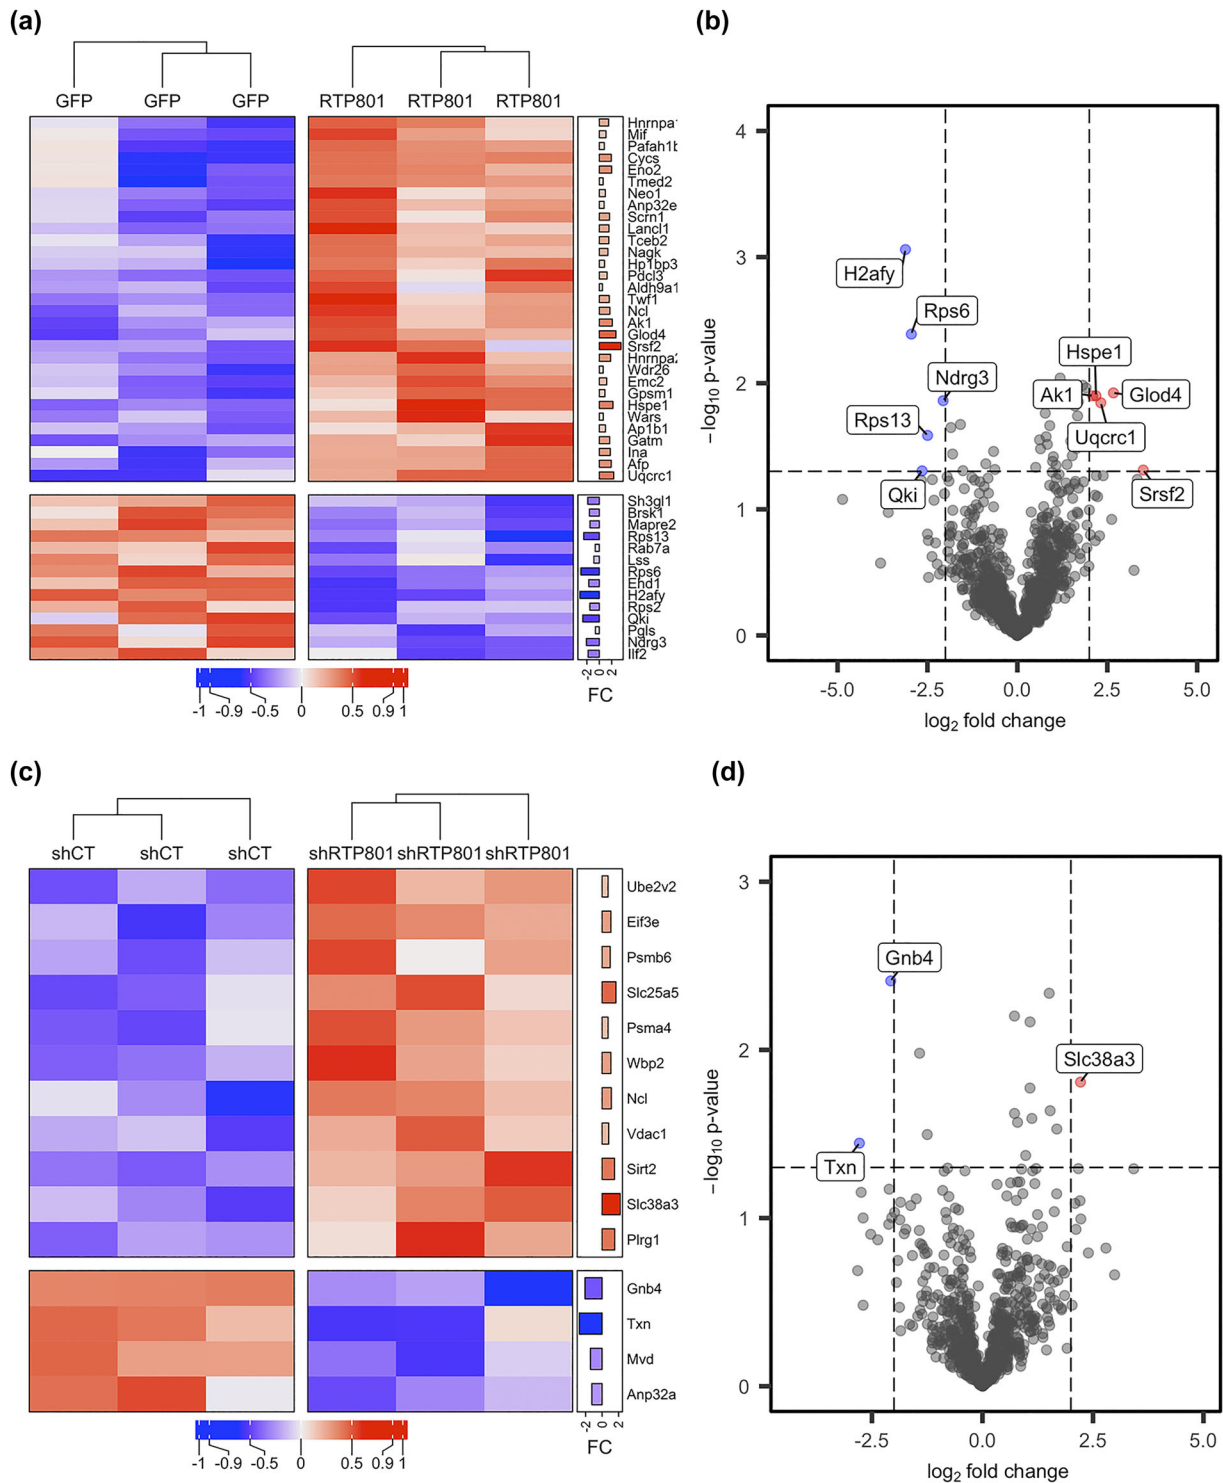 (a)
GFP GFP GFP RTP801 RTP801 RTP801
Hnrnpa
Mif
Pafah1b
Cycs
Eno2
Tmed2
Neo1
Anp32e
Scrn1
Lancl1
Tceb2
Nagk
Hp1bp3
Pdcl3
Aldh9a1
Twf1
Ncl
Ak1
Glod4
Srsf2
Hnrnpa2
Wdr26
Emc2
Gpsm1
Hspe1
Wars
Ap1b1
Gatm
Ina
Afp
Uqcrc1
Sh3gl1
Brsk1
Mapre2
Rps13
Rab7a
Lss
Rps6
Ehd1
H2afy
Rps2
Qki
Pgls
Ndrg3
Ilf2
-2 0 2
FC
-1 -0.9 -0.5 0 0.5 0.9 1
(b)
4
3
2
1
0
−log10 p-value
H2afy
Rps6
Ndrg3
Rps13
Qki
Hspe1
Ak1
Glod4
Uqcrc1
Srsf2
-5.0 -2.5 0.0 2.5 5.0
log2 fold change
(c)
shCT shCT shCT shRTP801 shRTP801 shRTP801
Ube2v2
Eif3e
Psmb6
Slc25a5
Psma4
Wbp2
Ncl
Vdac1
Sirt2
Slc38a3
Plrg1
Gnb4
Txn
Mvd
Anp32a
-2 0 2
FC
-1 -0.9 -0.5 0 0.5 0.9 1
(d)
3
2
1
0
−log10 p-value
Gnb4
Slc38a3
Txn
-2.5 0.0 2.5 5.0
log2 fold change